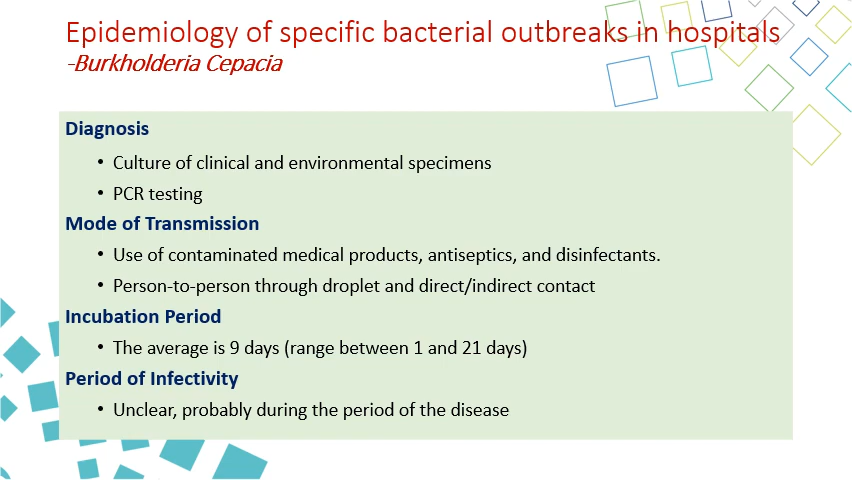 Epidemiology of specific bacterial outbreaks in hospitals
-Burkholderia Cepacia
Diagnosis
• Culture of clinical and environmental specimens
• PCR testing
Mode of Transmission
• Use of contaminated medical products, antiseptics, and disinfectants.
• Person-to-person through droplet and direct/indirect contact
Incubation Period
• The average is 9 days (range between 1 and 21 days)
Period of Infectivity
• Unclear, probably during the period of the disease